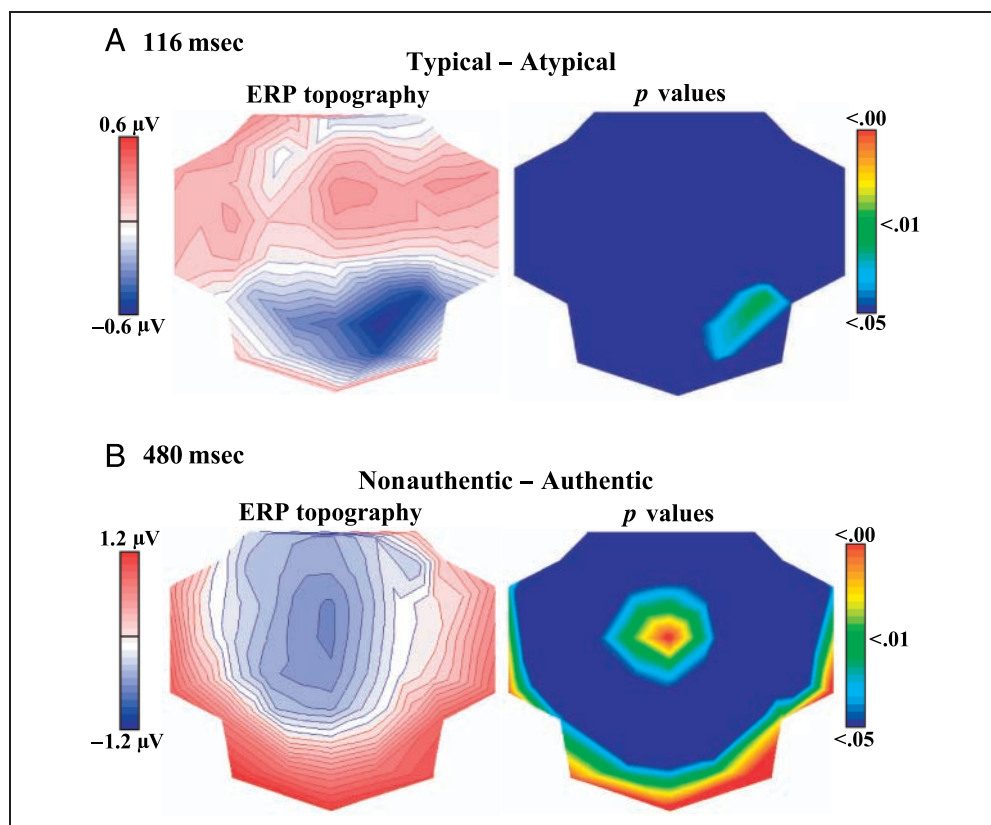 A 116 msec
Typical – Atypical
ERP topography
p values
0.6 μV
–0.6 μV
<.00
<.01
<.05
B 480 msec
Nonauthentic – Authentic
ERP topography
p values
1.2 μV
–1.2 μV
<.00
<.01
<.05